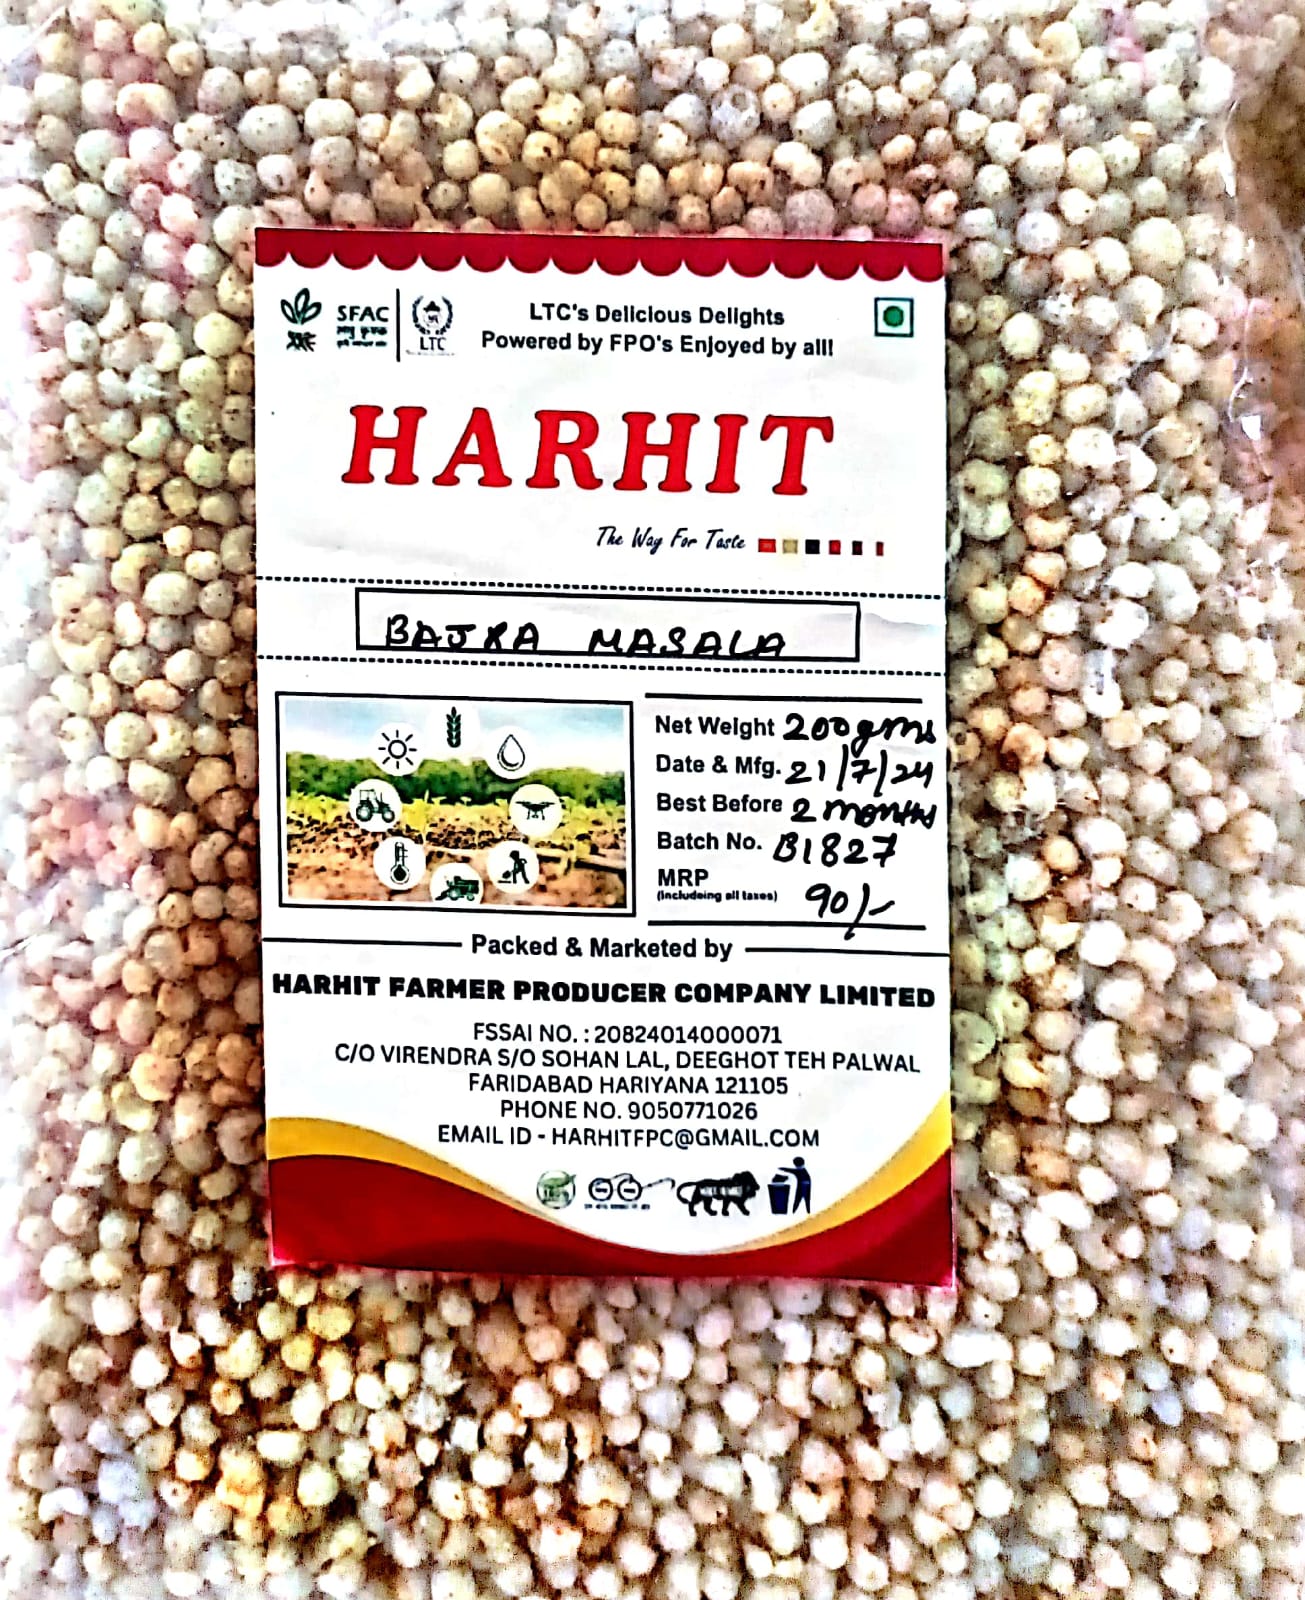 SFAC
LTC
LTC's Delicious Delights
Powered by FPO's Enjoyed by all!
HARHIT
The Way For Taste
BAJRA MASALA
Net Weight 200gms
Date & Mfg. 21/7/24
Best Before 2 months
Batch No. B1827
MRP
(Includeing all taxes) 90/-
Packed & Marketed by
HARHIT FARMER PRODUCER COMPANY LIMITED
FSSAI NO. : 20824014000071
C/O VIRENDRA S/O SOHAN LAL, DEEGHOT TEH PALWAL
FARIDABAD HARIYANA 121105
PHONE NO. 9050771026
EMAIL ID - HARHITFPC@GMAIL.COM